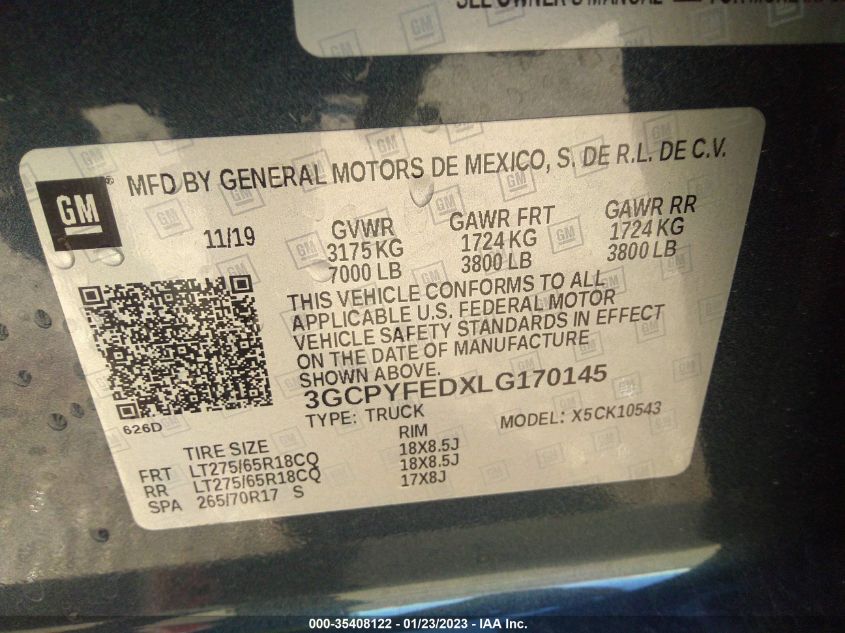 SEE OWNER'S MANUAL FOR MORE
GM
MFD BY GENERAL MOTORS DE MEXICO, S. DE R.L. DE C.V.
11/19
GVWR GAWR FRT GAWR RR
3175 KG 1724 KG 1724 KG
7000 LB 3800 LB 3800 LB
THIS VEHICLE CONFORMS TO ALL
APPLICABLE U.S. FEDERAL MOTOR
VEHICLE SAFETY STANDARDS IN EFFECT
ON THE DATE OF MANUFACTURE
SHOWN ABOVE.
3GCPYFEDXLG170145
TYPE: TRUCK MODEL: X5CK10543
626D
TIRE SIZE RIM
FRT LT275/65R18CQ 18X8.5J
RR LT275/65R18CQ 18X8.5J
SPA 265/70R17 S 17X8J
000-35408122 - 01/23/2023 - IAA Inc.